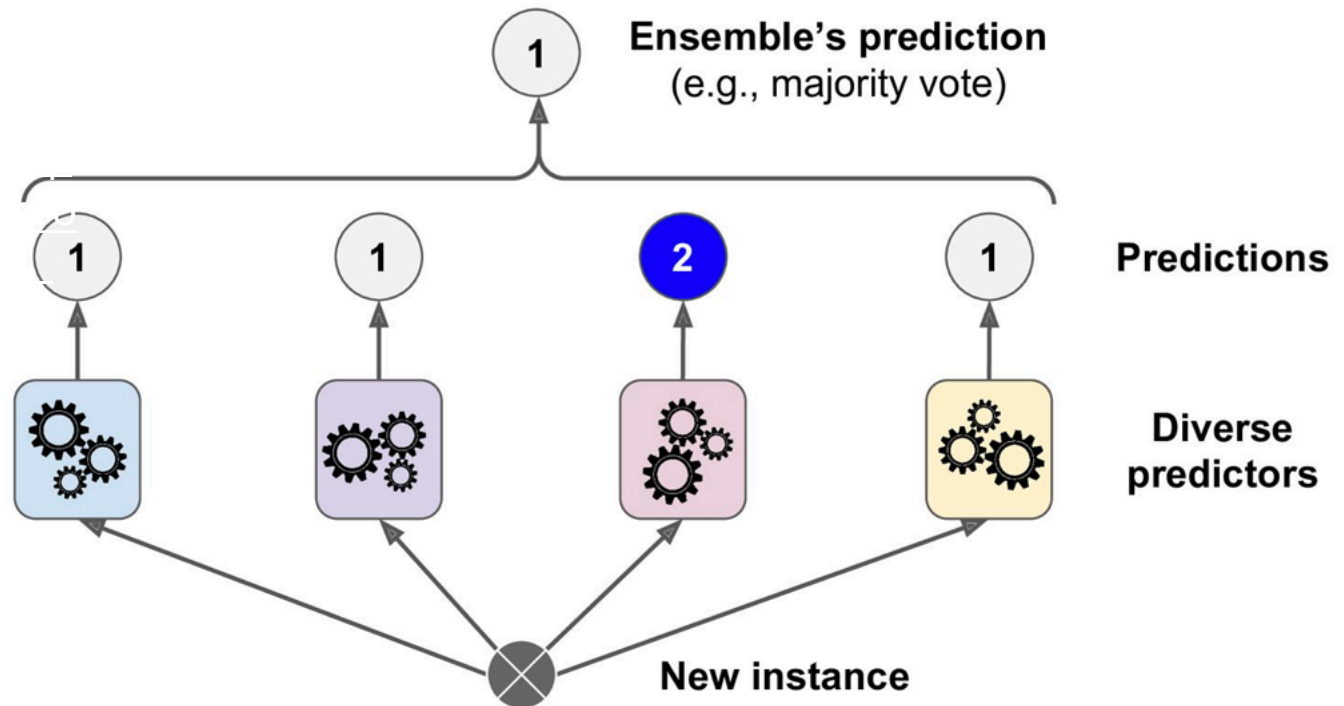 1
Ensemble’s prediction
(e.g., majority vote)
1
1
2
1
Predictions
Diverse
predictors
New instance